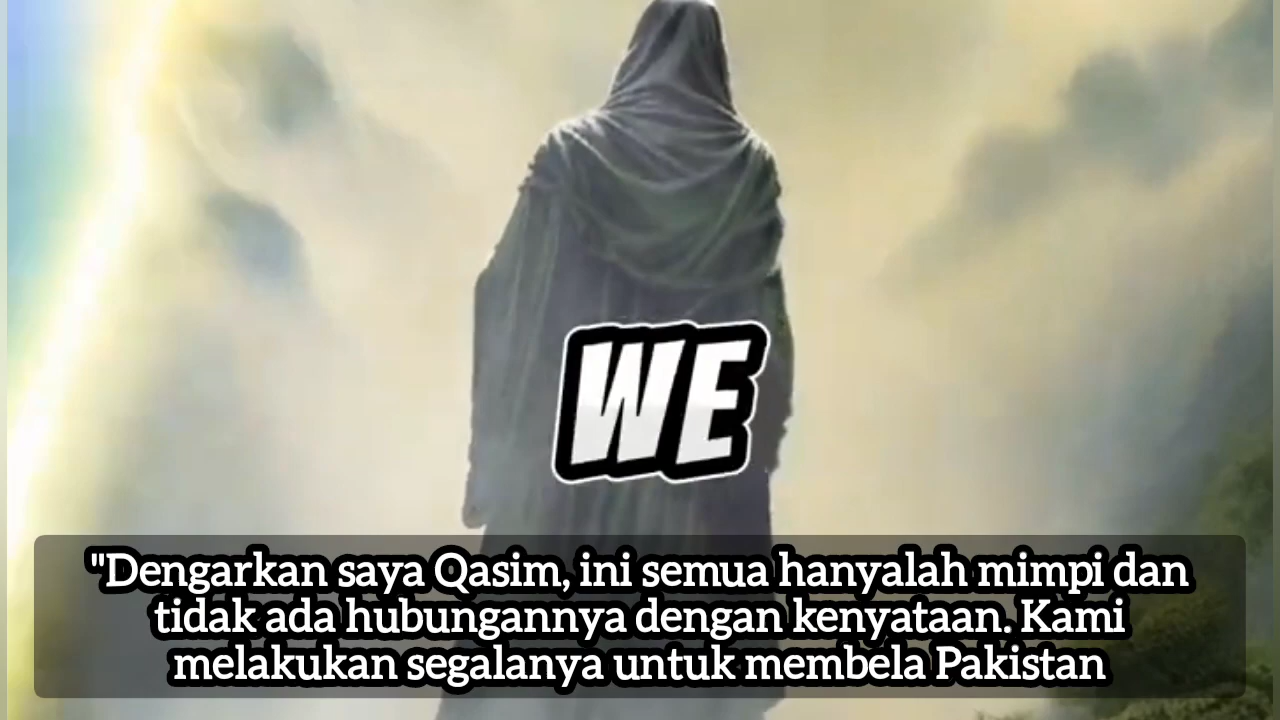 WE
"Dengarkan saya Qasim, ini semua hanyalah mimpi dan
tidak ada hubungannya dengan kenyataan. Kami
melakukan segalanya untuk membela Pakistan